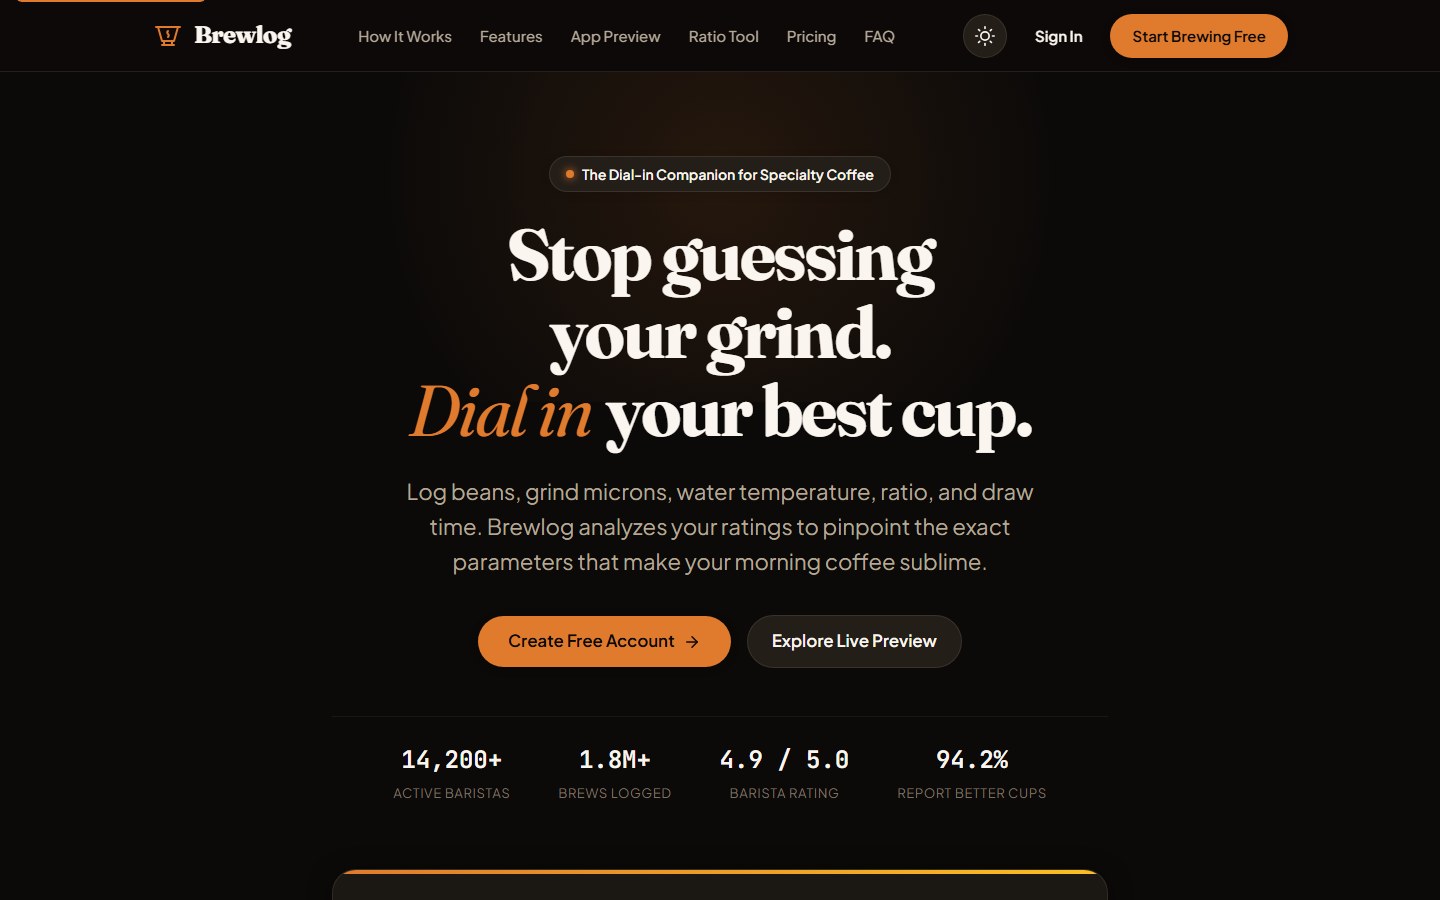 Brewlog
How It Works
Features
App Preview
Ratio Tool
Pricing
FAQ
Sign In
Start Brewing Free
The Dial-in Companion for Specialty Coffee
Stop guessing
your grind.
Dial in your best cup.
Log beans, grind microns, water temperature, ratio, and draw
time. Brewlog analyzes your ratings to pinpoint the exact
parameters that make your morning coffee sublime.
Create Free Account →
Explore Live Preview
14,200+
ACTIVE BARISTAS
1.8M+
BREWS LOGGED
4.9 / 5.0
BARISTA RATING
94.2%
REPORT BETTER CUPS